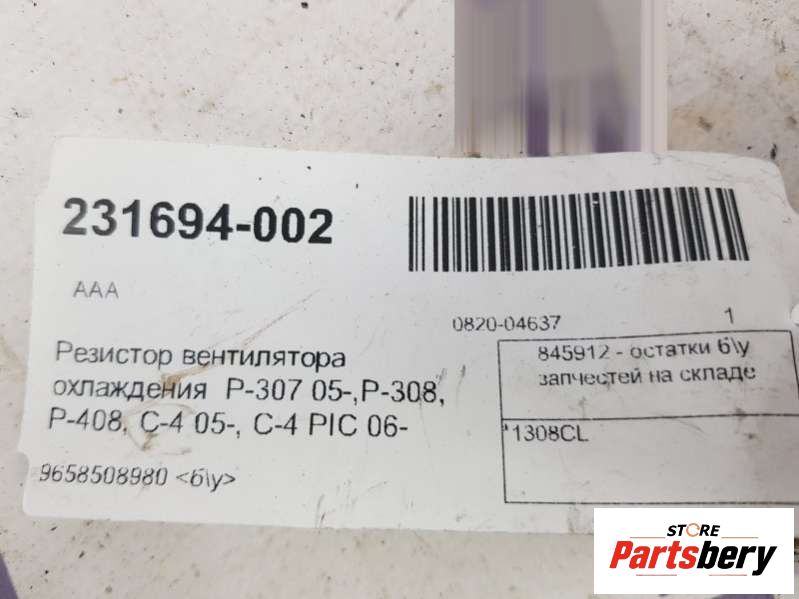 231694-002
AAA
0820-04637 1
Резистор вентилятора
охлаждения P-307 05-,P-308,
P-408, C-4 05-, C-4 PIC 06-
9658508980 <б\у>
845912 - остатки б\у
запчестей на складе
*1308CL
STORE
Partsbery